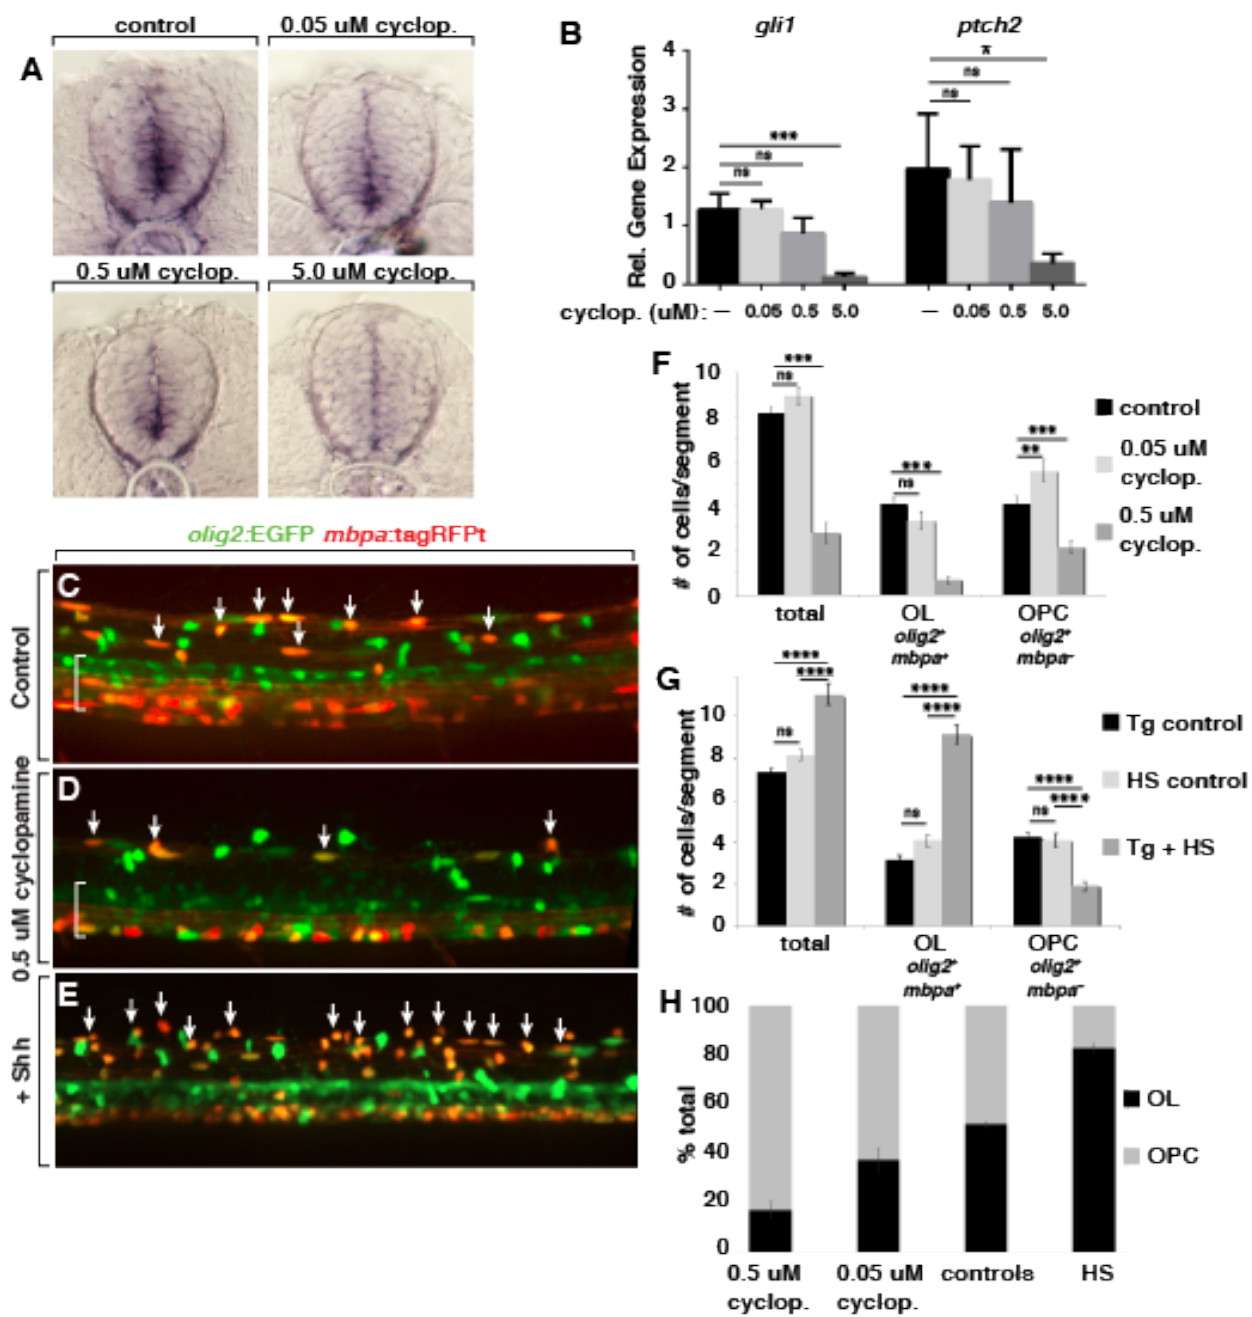 A
control
0.05 uM cyclop.
0.5 uM cyclop.
5.0 uM cyclop.
B
gli1
ptch2
Rel. Gene Expression
4
3
2
1
0
***
ns
ns
*
ns
ns
cyclop. (uM): — 0.05 0.5 5.0 — 0.05 0.5 5.0
olig2:EGFP mbpa:tagRFPt
C
Control
D
0.5 uM cyclopamine
E
+ Shh
F
# of cells/segment
10
8
6
4
2
0
***
ns
***
ns
***
**
total
OL
olig2+
mbpa+
OPC
olig2+
mbpa-
control
0.05 uM
cyclop.
0.5 uM
cyclop.
G
# of cells/segment
10
8
6
4
2
0
****
****
ns
****
****
ns
****
ns
****
total
OL
olig2+
mbpa+
OPC
olig2+
mbpa-
Tg control
HS control
Tg + HS
H
% total
100
80
60
40
20
0
0.5 uM
cyclop.
0.05 uM
cyclop.
controls
HS
OL
OPC